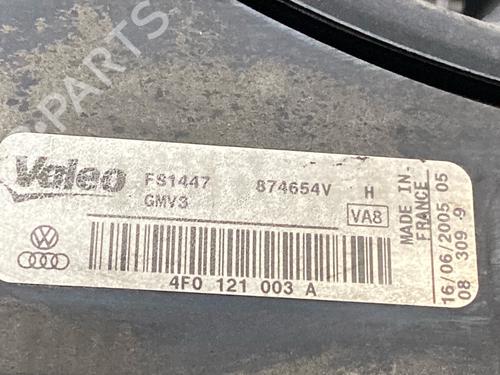 Valeo
FS1447 874654V H
GMV3 VA8
4F0 121 003 A
MADE IN
FRANCE
16/06/2005 05
08 309 9
B-PARTS